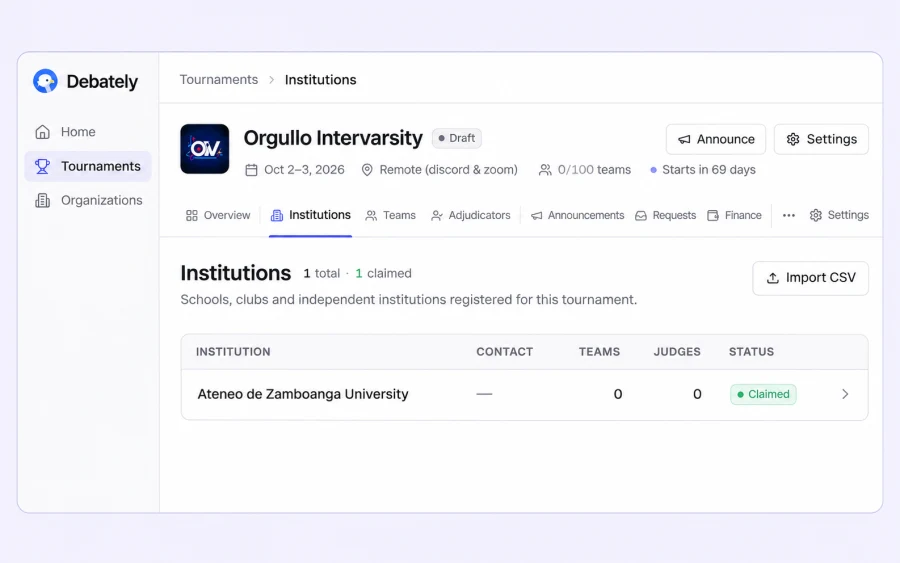 Debately
Home
Tournaments
Organizations
Tournaments > Institutions
OIV
Orgullo Intervarsity Draft
Announce
Settings
Oct 2–3, 2026 Remote (discord & zoom) 0/100 teams Starts in 69 days
Overview Institutions Teams Adjudicators Announcements Requests Finance ••• Settings
Institutions 1 total · 1 claimed
Schools, clubs and independent institutions registered for this tournament.
Import CSV
INSTITUTION CONTACT TEAMS JUDGES STATUS
Ateneo de Zamboanga University — 0 0 Claimed